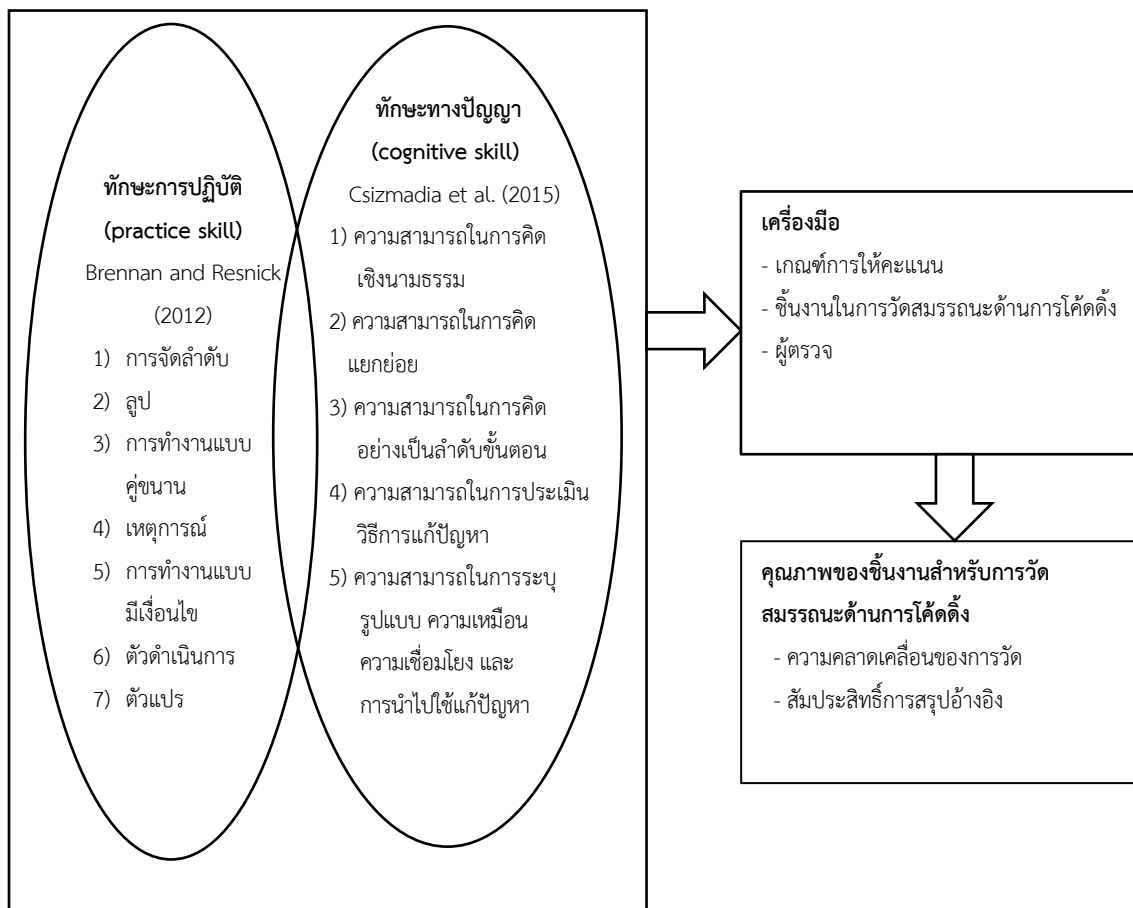 ทักษะการปฏิบัติ
(practice skill)
Brennan and Resnick
(2012)
1) การจัดลำดับ
2) ลูป
3) การทำงานแบบ
คู่ขนาน
4) เหตุการณ์
5) การทำงานแบบ
มีเงื่อนไข
6) ตัวดำเนินการ
7) ตัวแปร
ทักษะทางปัญญา
(cognitive skill)
Csizmadia et al. (2015)
1) ความสามารถในการคิด
เชิงนามธรรม
2) ความสามารถในการคิด
แยกย่อย
3) ความสามารถในการคิด
อย่างเป็นลำดับขั้นตอน
4) ความสามารถในการประเมิน
วิธีการแก้ปัญหา
5) ความสามารถในการระบุ
รูปแบบ ความเหมือน
ความเชื่อมโยง และ
การนำไปใช้แก้ปัญหา
เครื่องมือ
- เกณฑ์การให้คะแนน
- ชิ้นงานในการวัดสมรรถนะด้านการโค้ดดิ้ง
- ผู้ตรวจ
คุณภาพของชิ้นงานสำหรับการวัด
สมรรถนะด้านการโค้ดดิ้ง
- ความคลาดเคลื่อนของการวัด
- สัมประสิทธิ์การสรุปอ้างอิง